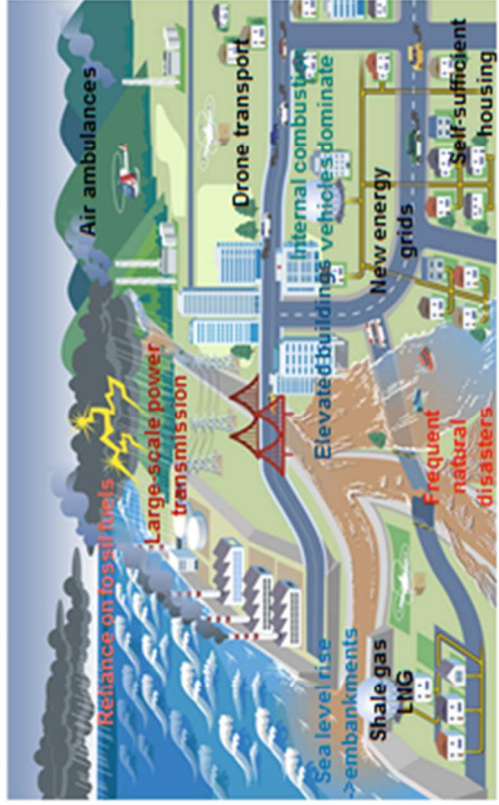 Reliance on fossil fuels
Air ambulances
Large-scale power
transmission
Drone transport
Internal combustion
vehicles dominate
Elevated buildings
Sea level rise
>embankments
New energy
grids
Shale gas
LNG
Frequent
natural
disasters
Self-sufficient
housing